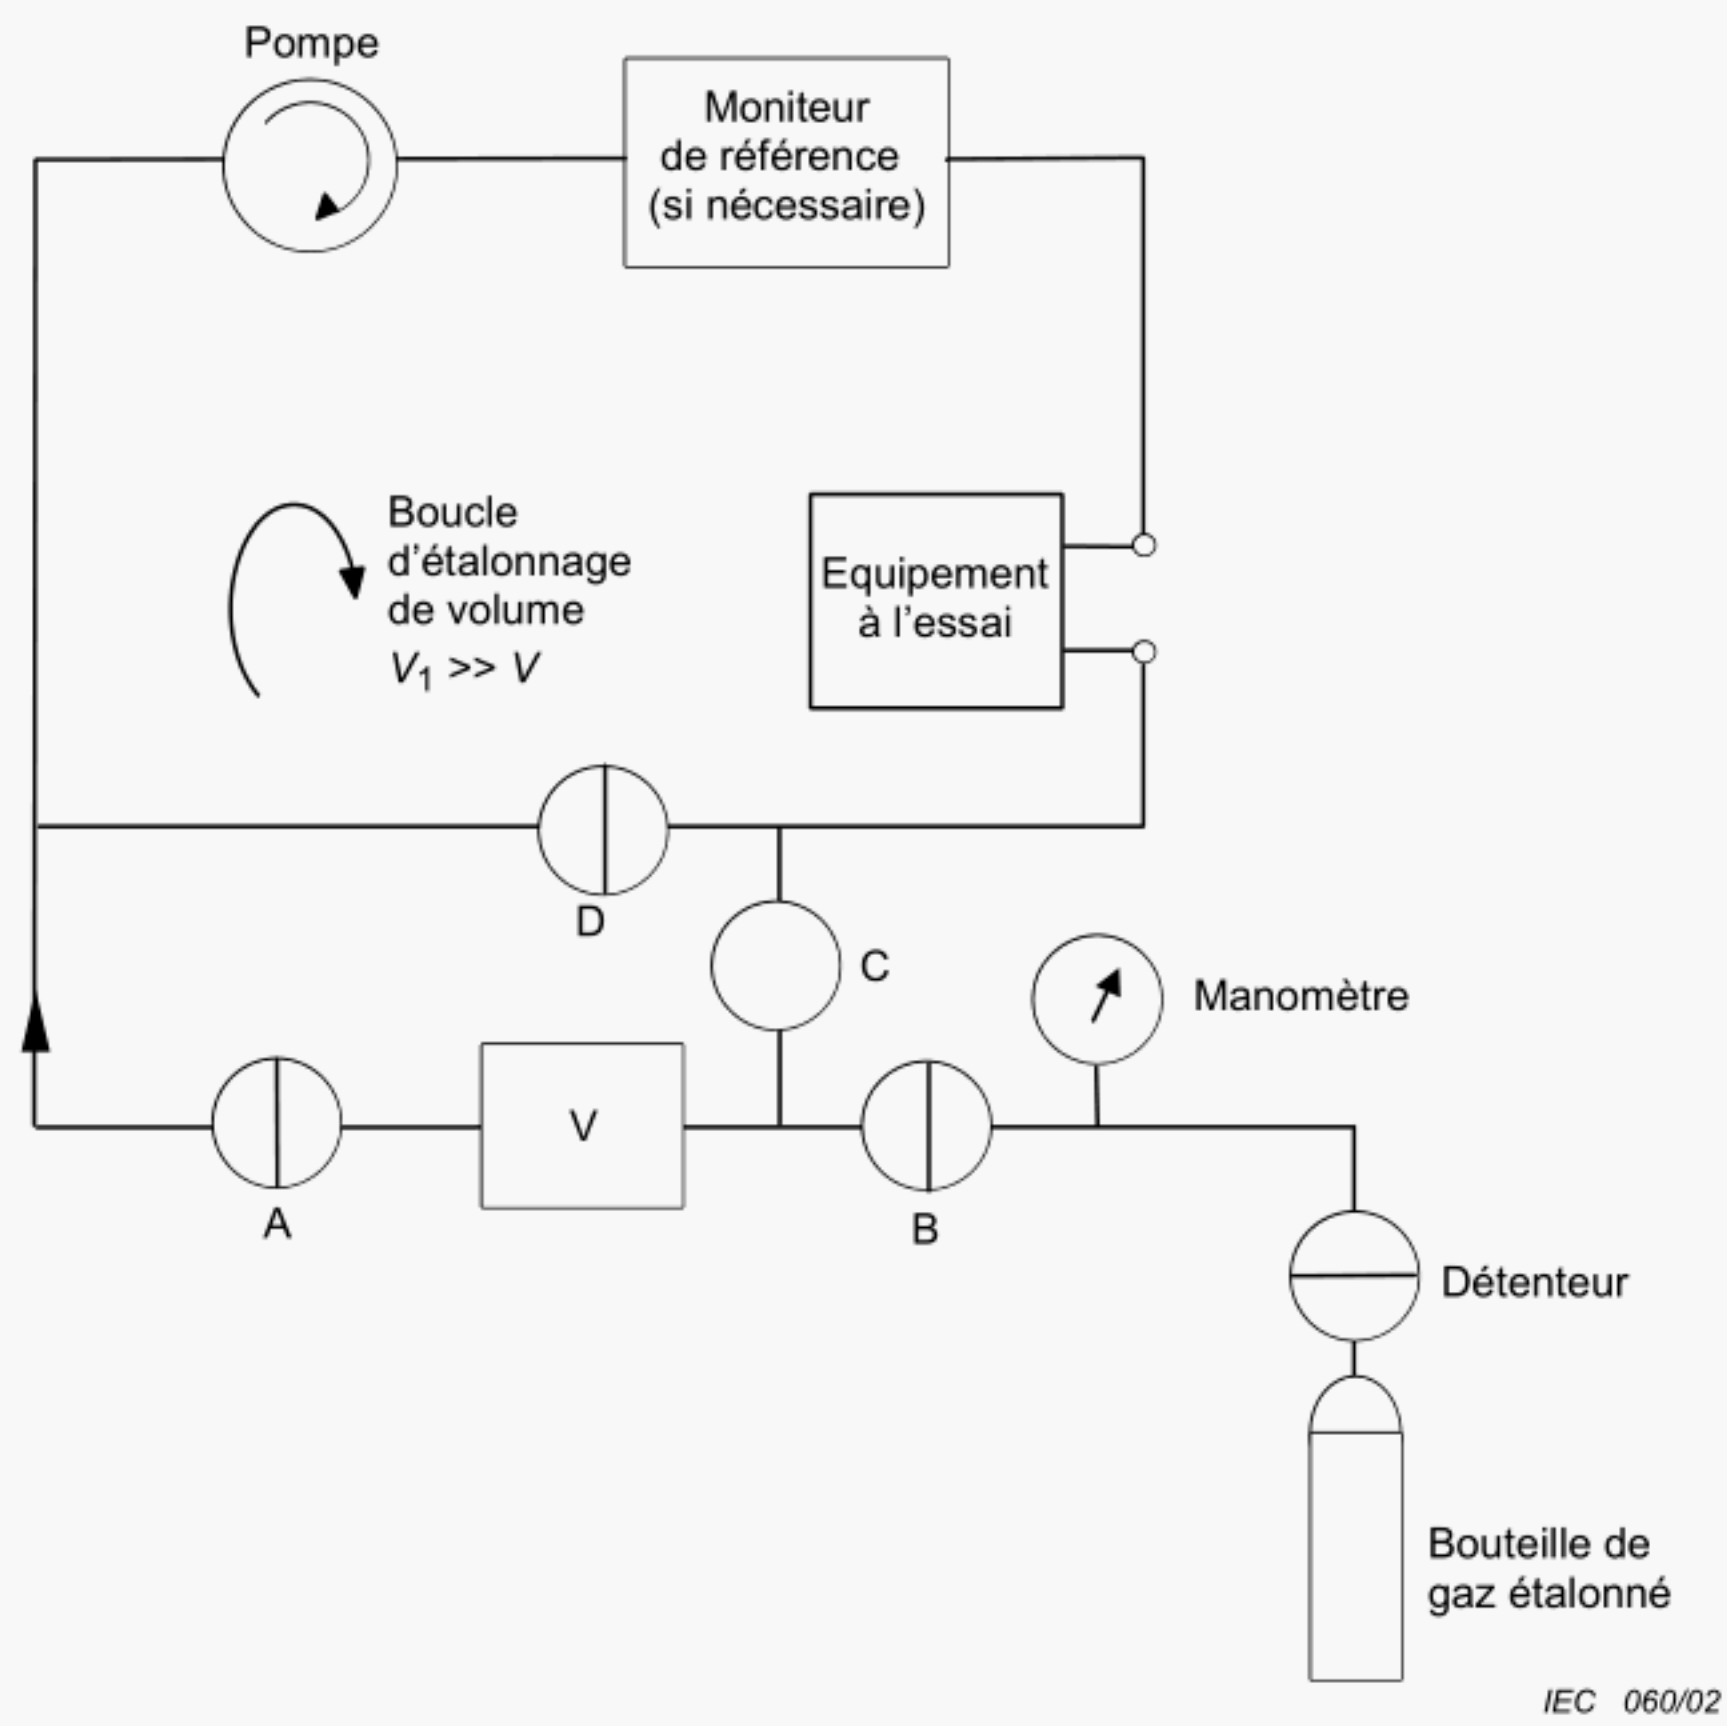 Pompe
Moniteur
de référence
(si nécessaire)
Boucle
d’étalonnage
de volume
V₁ >> V
Equipement
à l’essai
D
C
Manomètre
V
A
B
Détenteur
Bouteille de
gaz étalonné
IEC 060/02